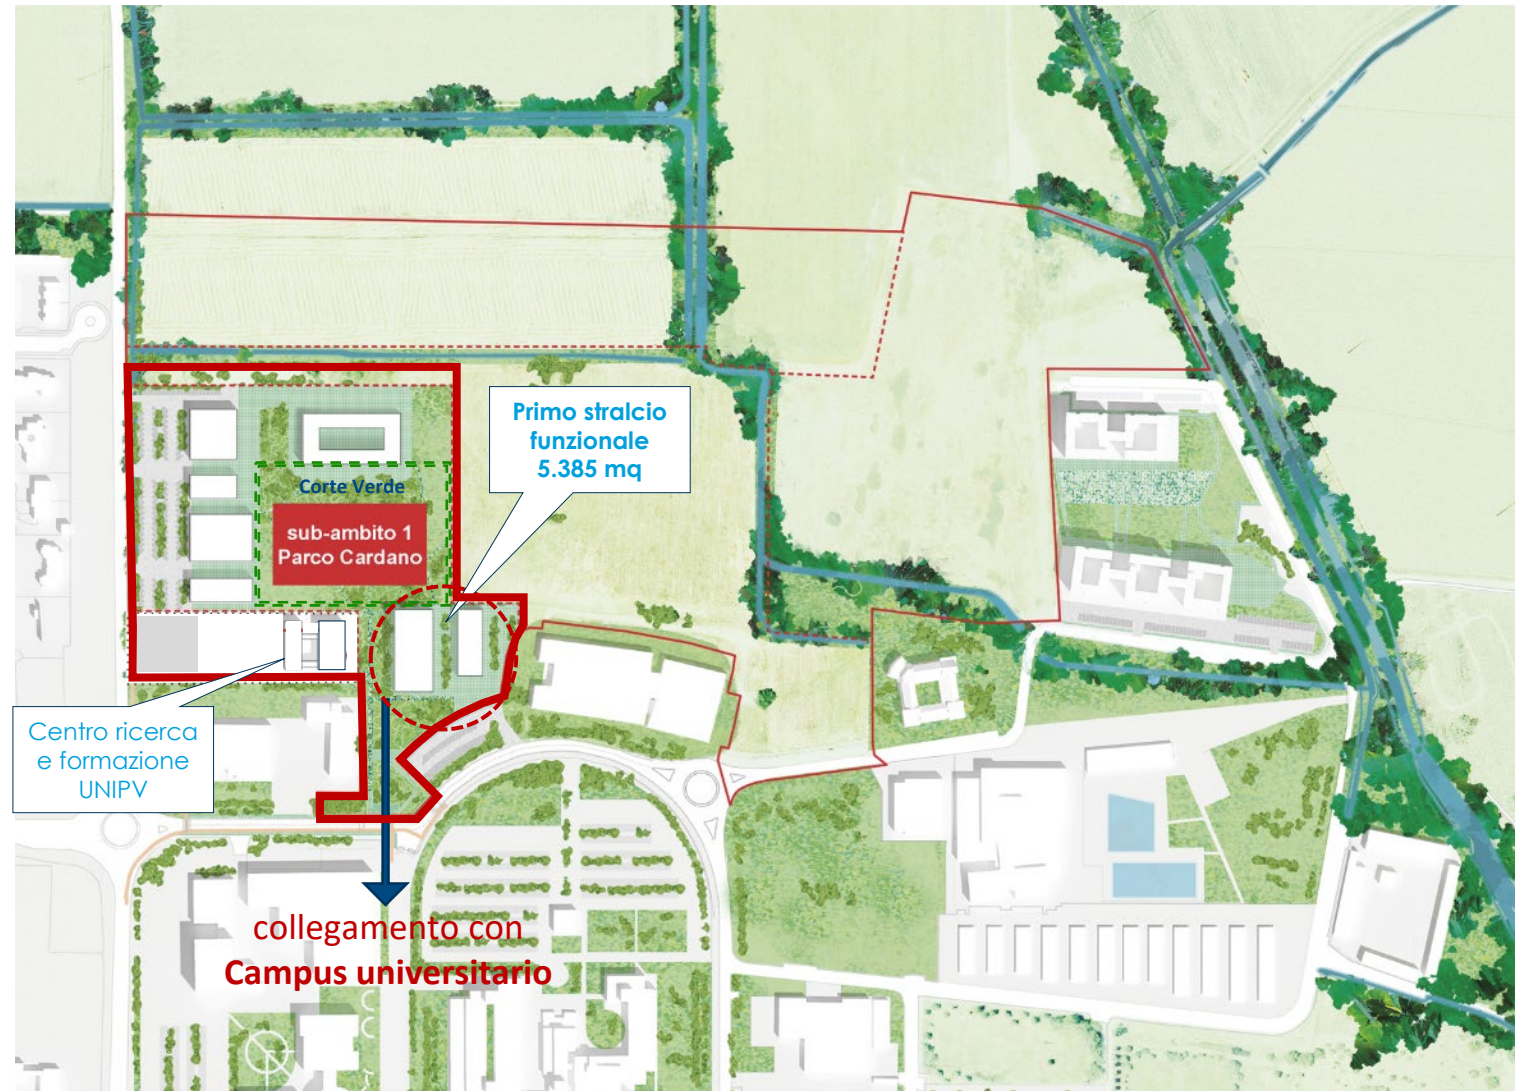 Primo stralcio
funzionale
5.385 mq
Corte Verde
sub-ambito 1
Parco Cardano
Centro ricerca
e formazione
UNIPV
collegamento con
Campus universitario